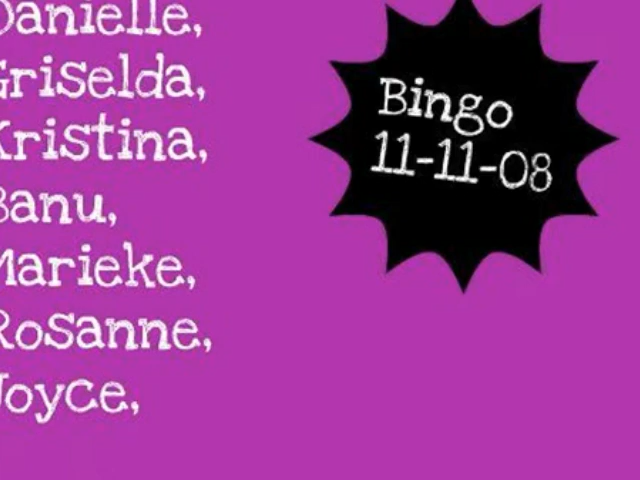 Danielle,
Griselda,
Kristina,
Banu,
Marieke,
Rosanne,
Joyce,
Bingo
11-11-08